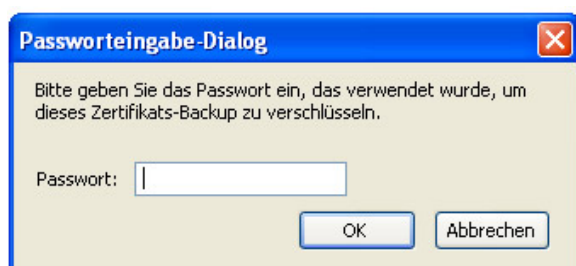 Passworteingabe-Dialog
Bitte geben Sie das Passwort ein, das verwendet wurde, um
dieses Zertifikats-Backup zu verschlüsseln.
Passwort:
OK Abbrechen